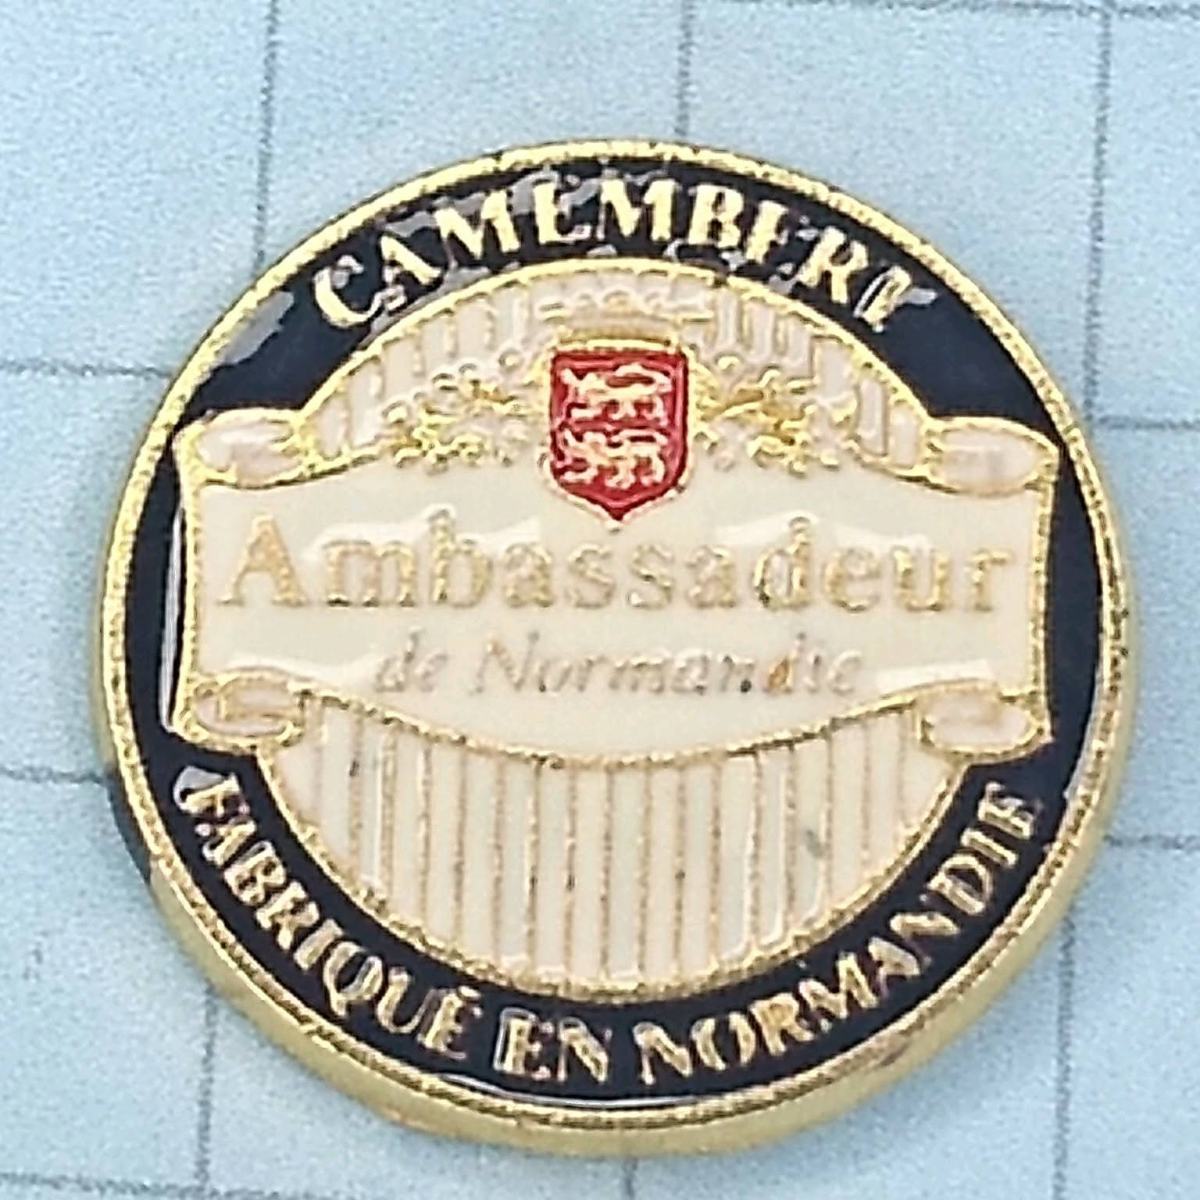 CAMEMBERT
Ambassadeur
de Normandie
FABRIQUÉ EN NORMANDIE